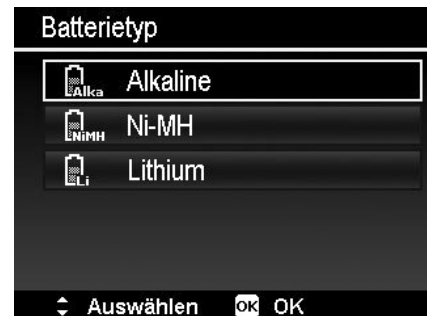 Batterietyp
Alka Alkaline
NiMH Ni-MH
Li Lithium
Auswählen OK OK